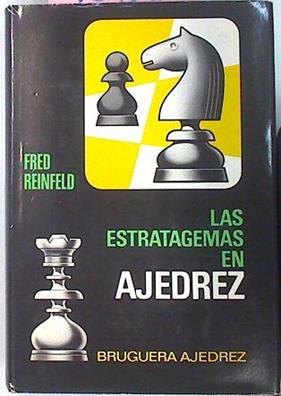 FRED
REINFELD
LAS
ESTRATAGEMAS
EN
AJEDREZ
BRUGUERA AJEDREZ